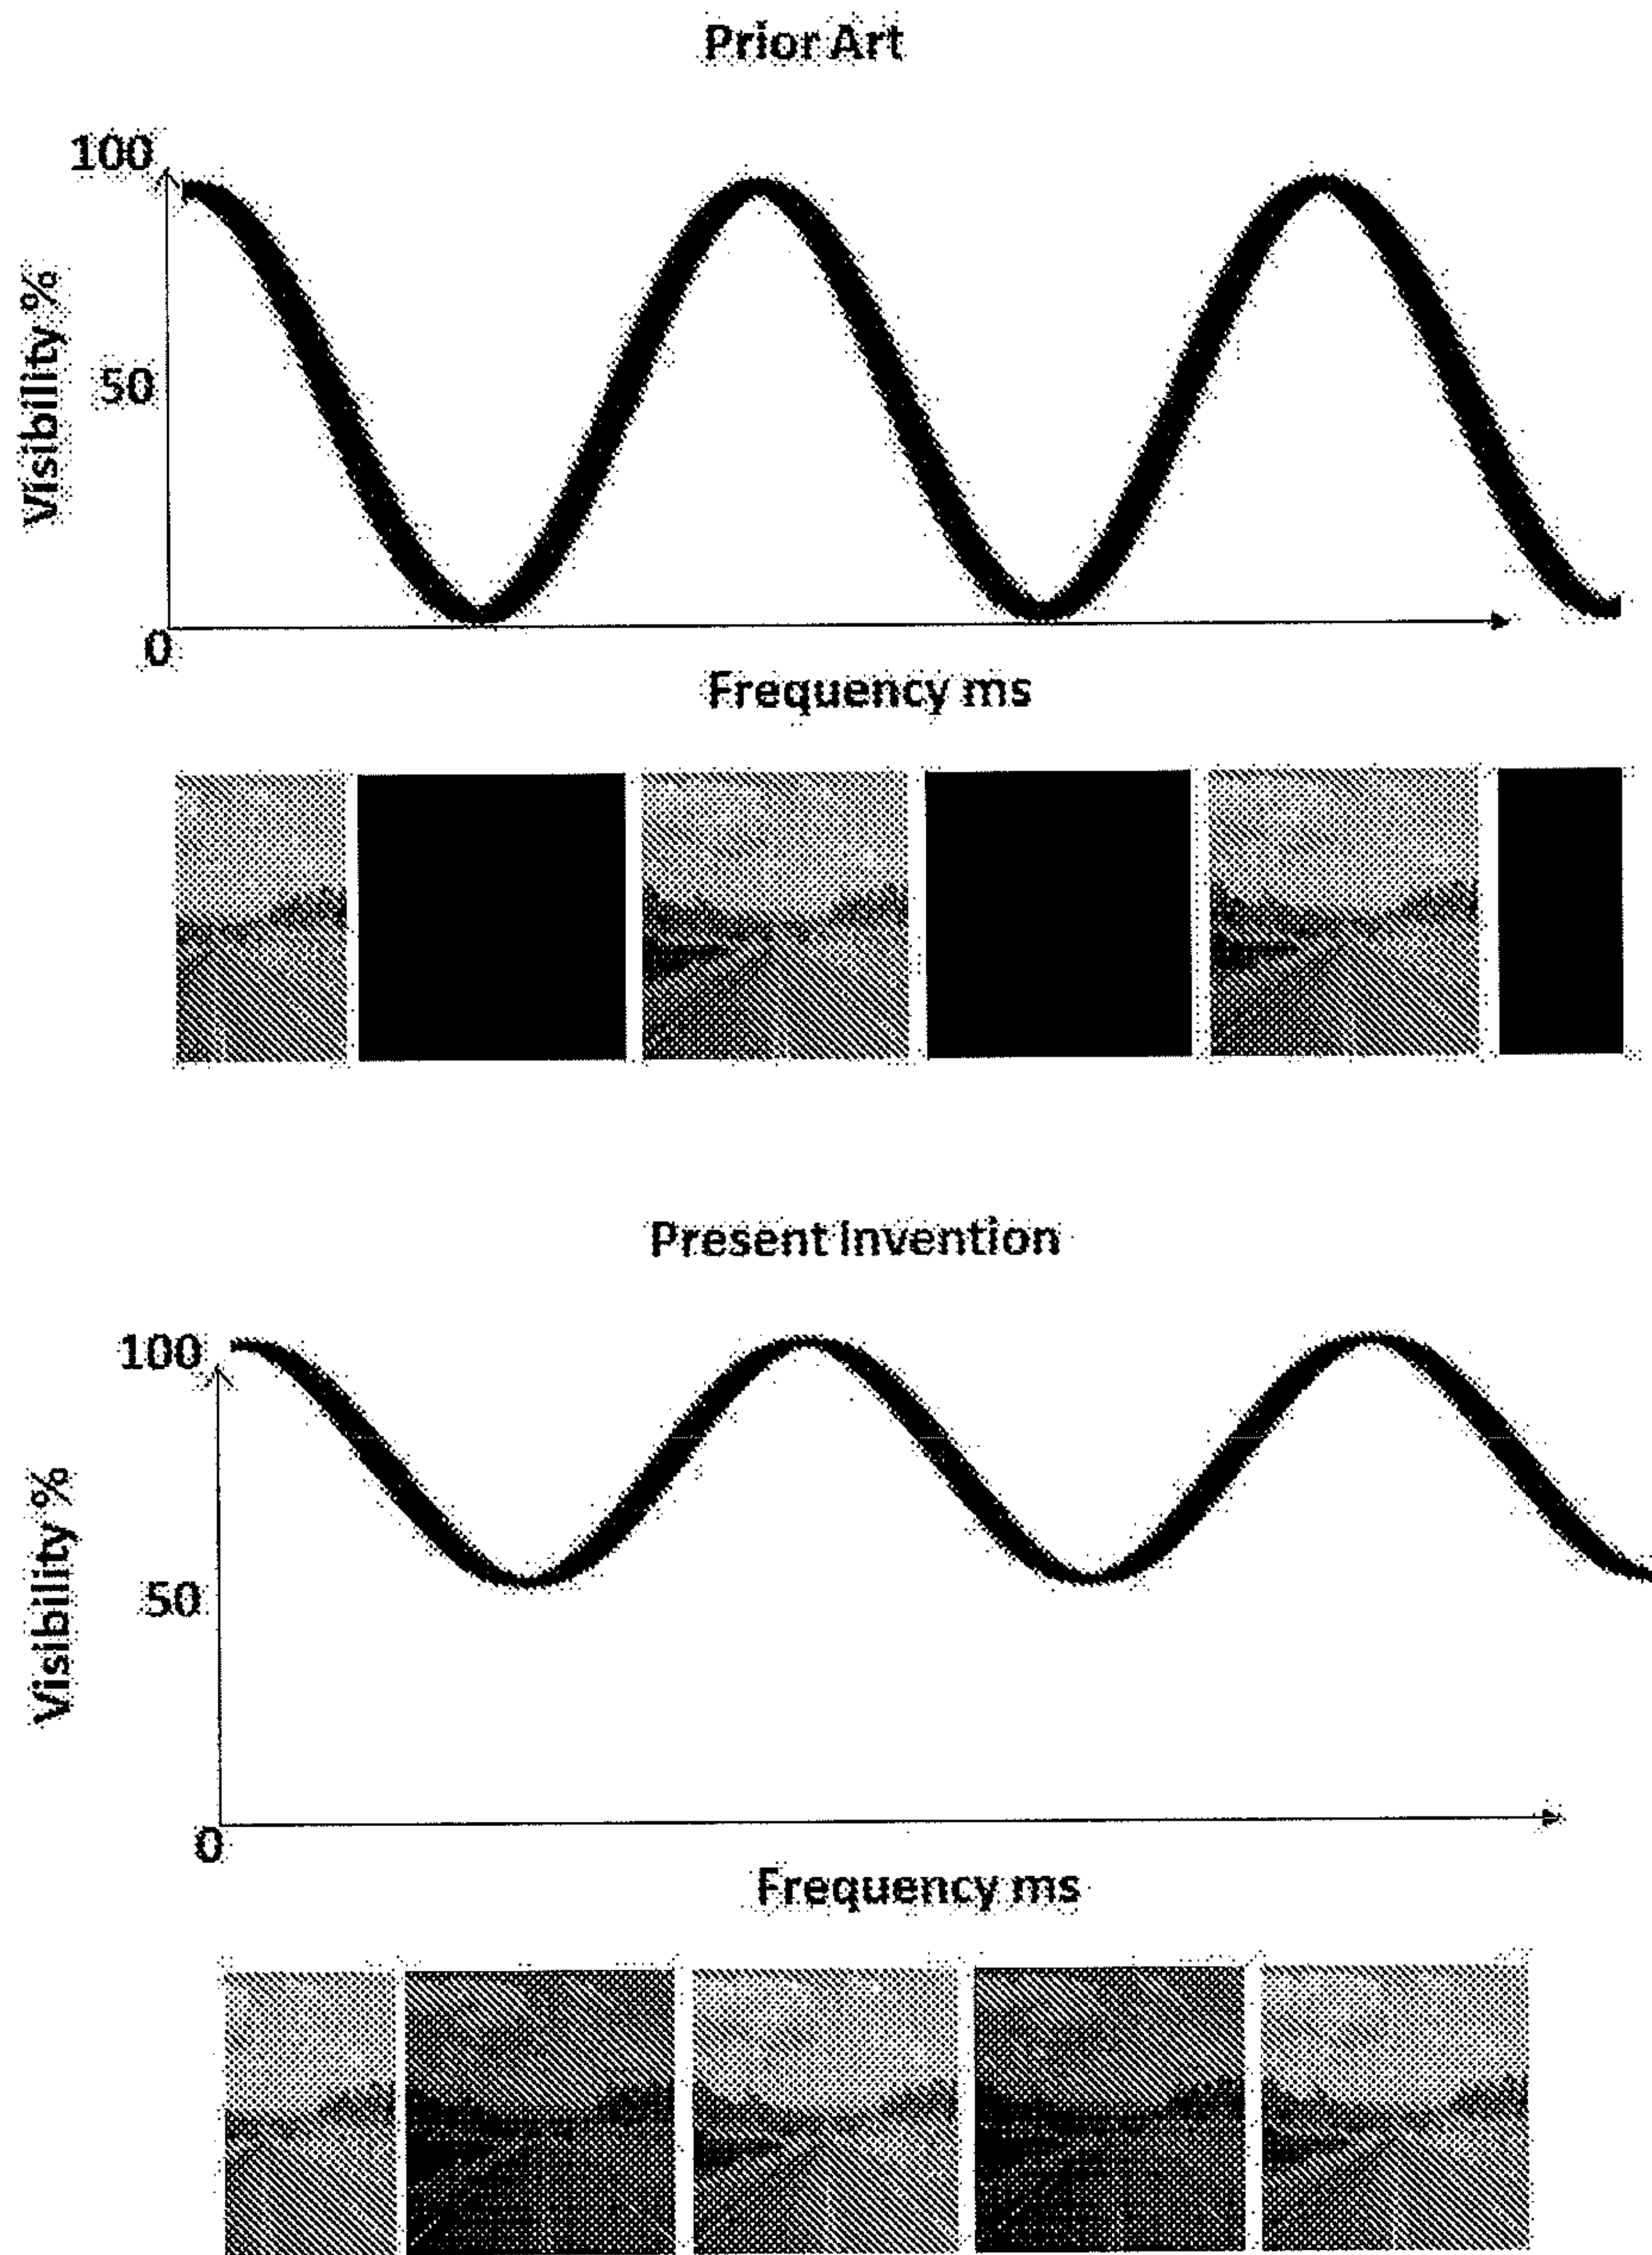 Prior Art
100
Visibility %
50
0
Frequency ms
Present Invention
100
Visibility %
50
0
Frequency ms